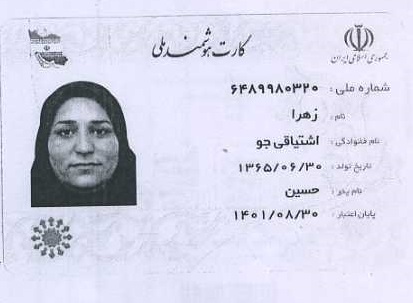 جمهوری اسلامی ایران
کارت هوشمند ملی
شماره ملی : ۶۴۸۹۹۸۰۳۲۰
نام : زهرا
نام خانوادگی : اشتیاقی جو
تاریخ تولد : ۱۳۶۵/۰۶/۳۰
نام پدر : حسین
پایان اعتبار : ۱۴۰۱/۰۸/۳۰